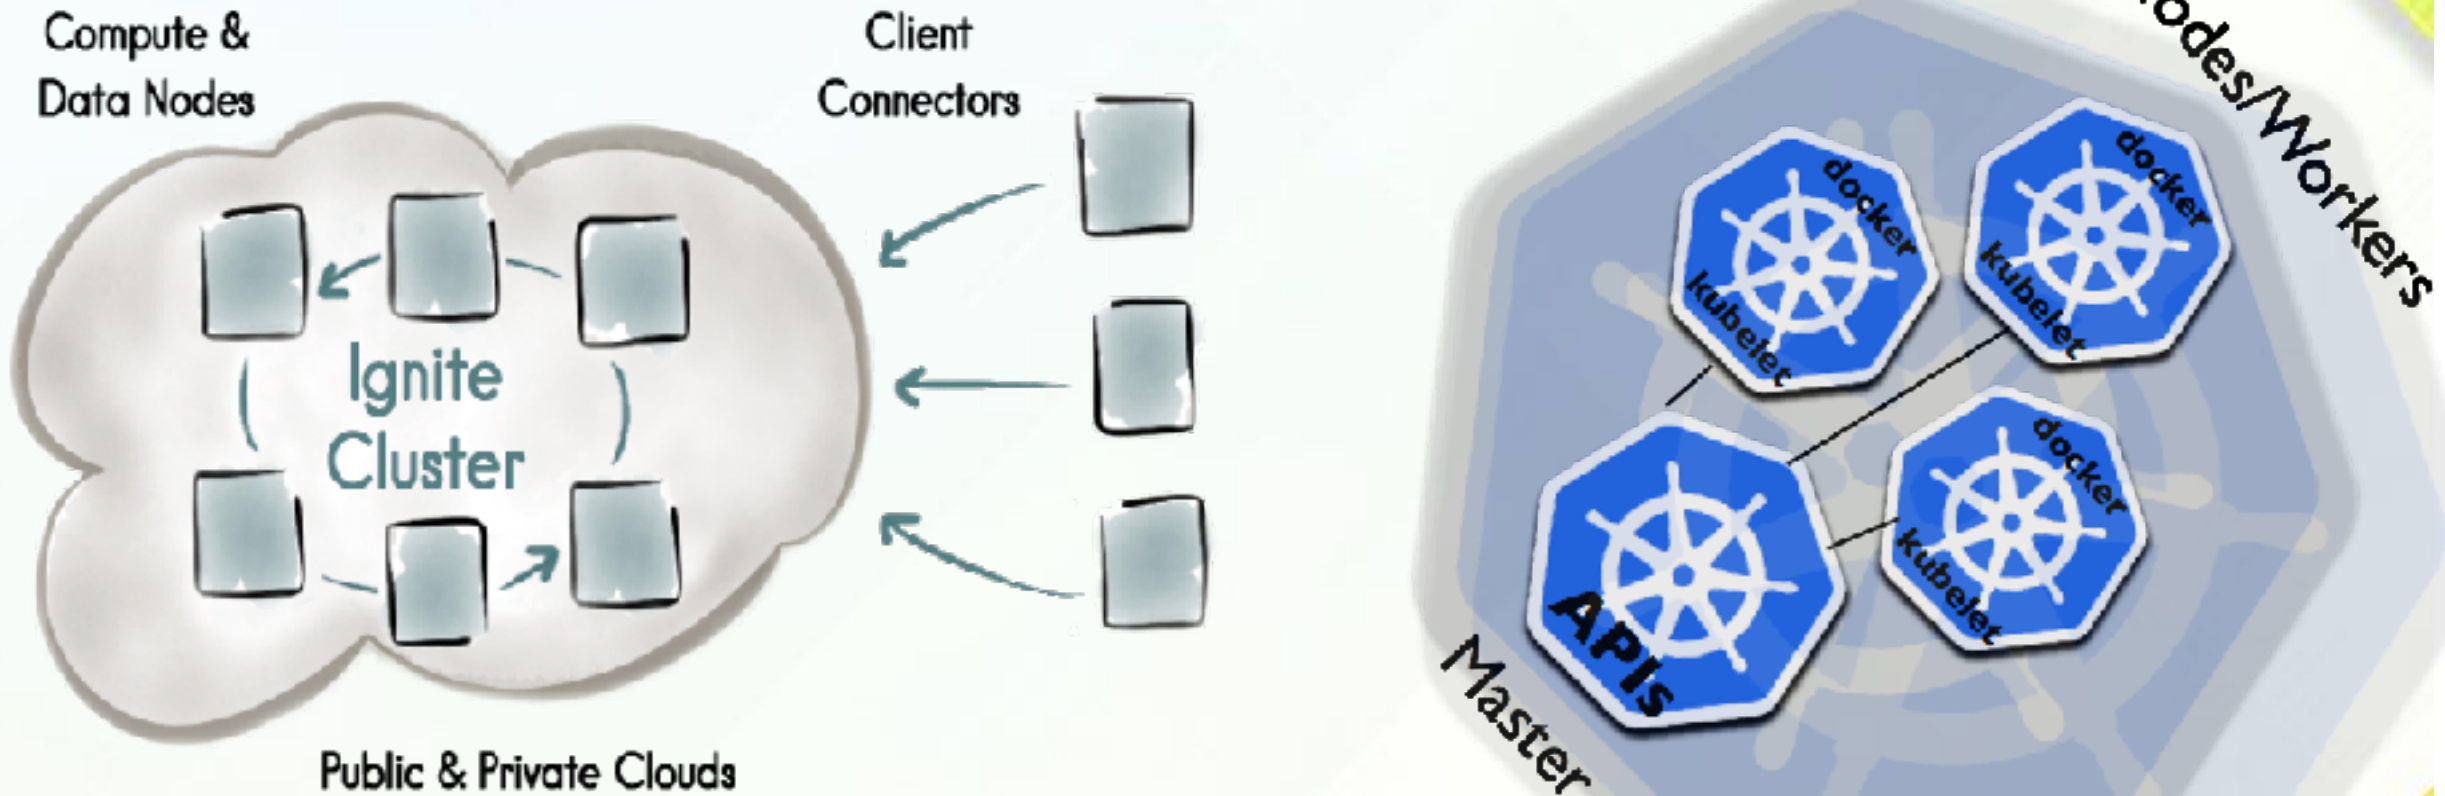 Compute &
Data Nodes
Client
Connectors
Ignite
Cluster
Public & Private Clouds
docker
kubelet
docker
kubelet
docker
kubelet
APIs
Master
odes/Workers